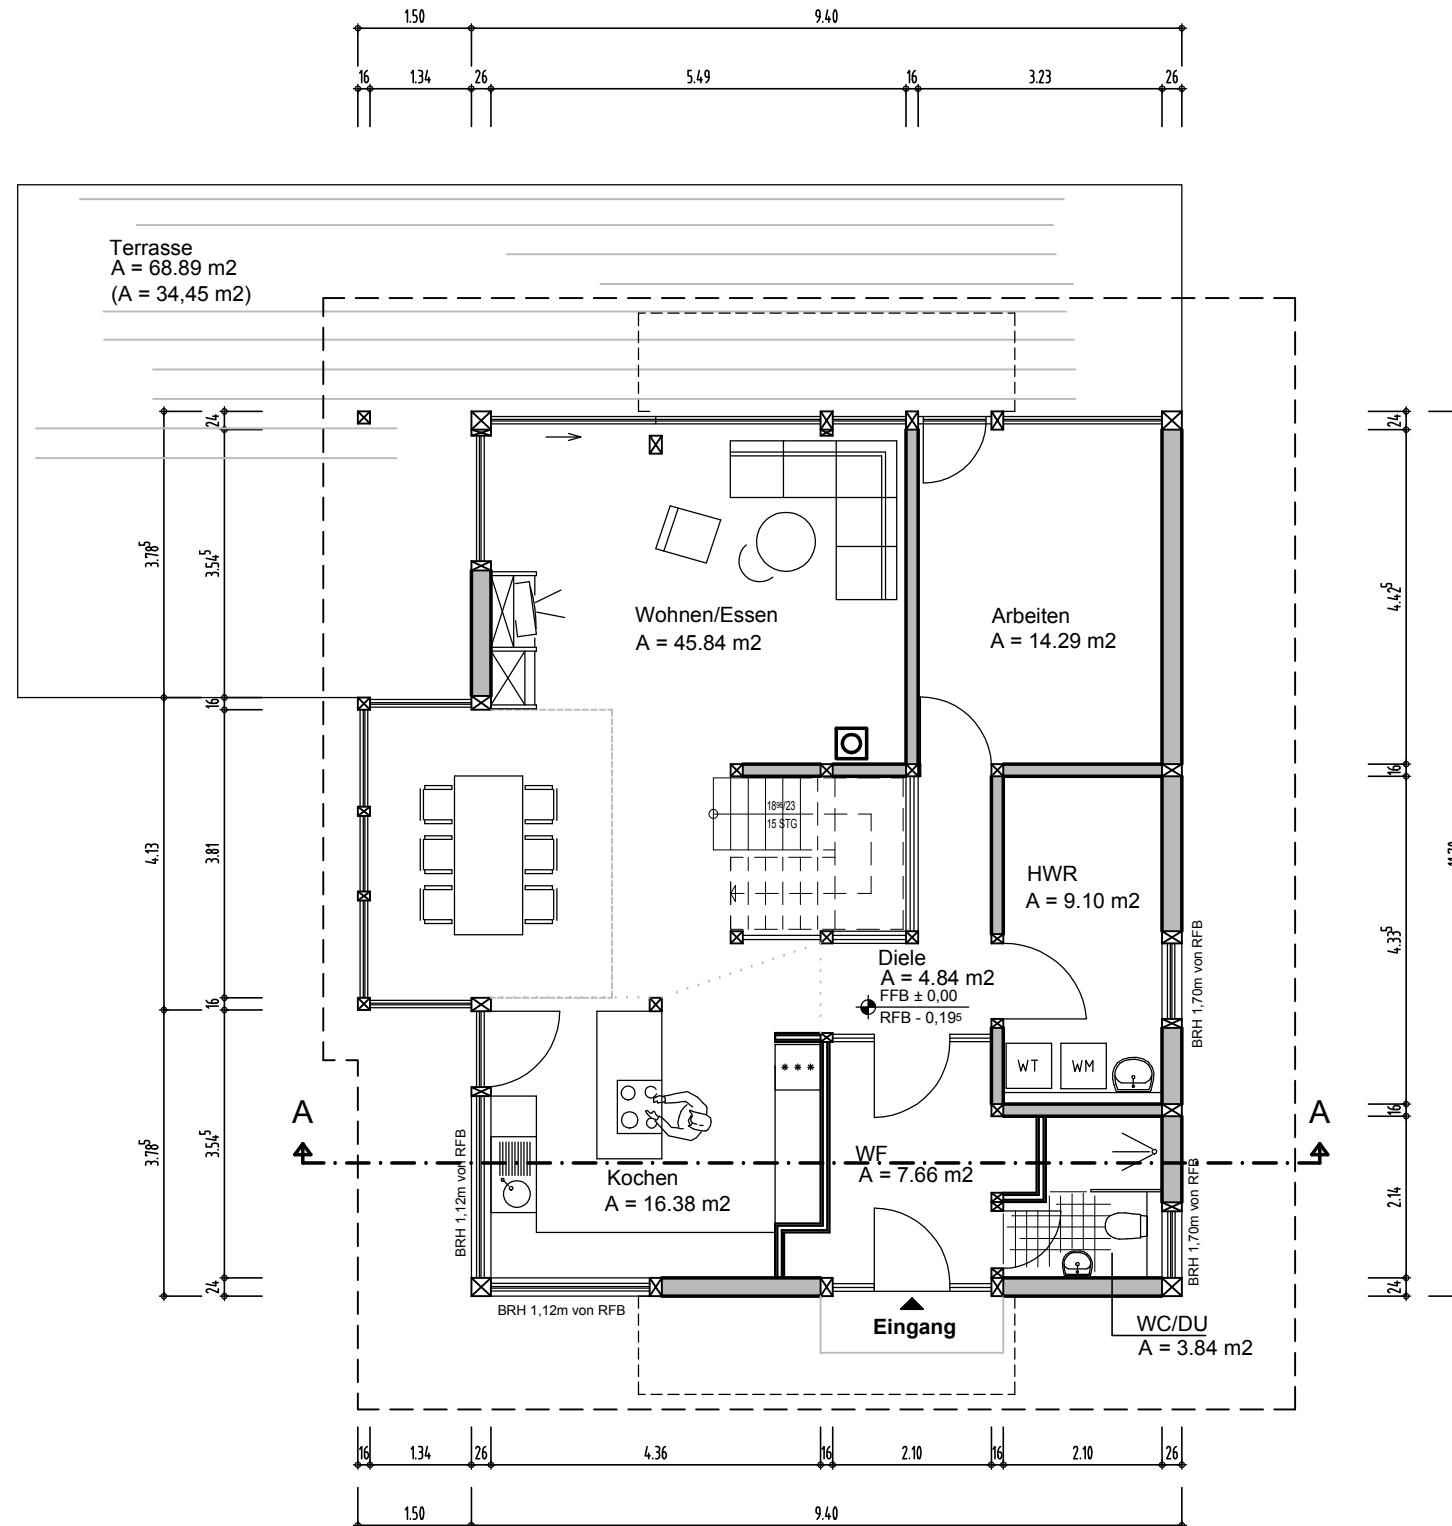 1.50 9.40
16 1.34 26 5.49 16 3.23 26
Terrasse
A = 68.89 m2
(A = 34,45 m2)
24 24
3.78⁵ 3.54⁵ 4.42⁵
Wohnen/Essen
A = 45.84 m2
Arbeiten
A = 14.29 m2
16 16
18⁹⁶/23
15 STG
4.13 3.81
HWR
A = 9.10 m2
4.33⁵
BRH 1,70m von RFB
Diele
A = 4.84 m2
FFB ± 0,00
RFB - 0,19⁵
16
WT WM
***
A A
16
3.78⁵ 3.54⁵ 2.14
BRH 1,12m von RFB
Kochen
A = 16.38 m2
WF
A = 7.66 m2
BRH 1,70m von RFB
24 24
BRH 1,12m von RFB
Eingang
WC/DU
A = 3.84 m2
16 1.34 26 4.36 16 2.10 16 2.10 26
1.50 9.40